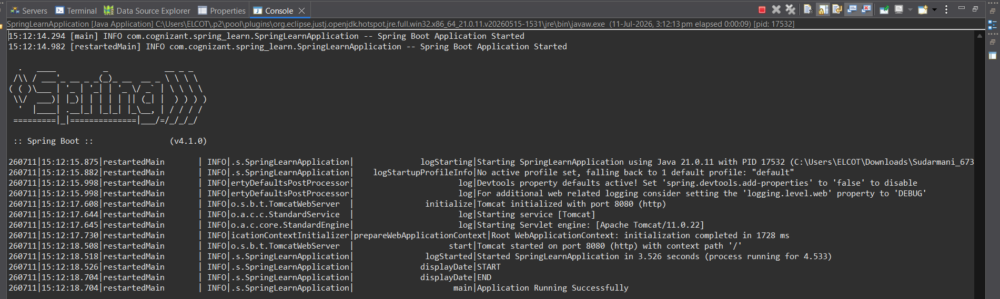 Servers Terminal Data Source Explorer Properties Console
SpringLearnApplication [Java Application] C:\Users\ELCOT\.p2\pool\plugins\org.eclipse.justj.openjdk.hotspot.jre.full.win32.x86_64_21.0.11.v20260515-1531\jre\bin\javaw.exe (11-Jul-2026, 3:12:13 pm elapsed 0:00:09) [pid: 17532]
15:12:14.294 [main] INFO com.cognizant.spring_learn.SpringLearnApplication -- Spring Boot Application Started
15:12:14.982 [restartedMain] INFO com.cognizant.spring_learn.SpringLearnApplication -- Spring Boot Application Started
  .   ____          _            __ _ _
 /\\ / ___'_ __ _ _(_)_ __  __ _ \ \ \ \
( ( )\___ | '_ | '_| | '_ \/ _` | \ \ \ \
 \\/  ___)| |_)| | | | | || (_| |  ) ) ) )
  '  |____| .__|_| |_|_| |_\__, | / / / /
 =========|_|==============|___/=/_/_/_/
 :: Spring Boot ::                (v4.1.0)
260711|15:12:15.875|restartedMain       | INFO|.s.SpringLearnApplication|              logStarting|Starting SpringLearnApplication using Java 21.0.11 with PID 17532 (C:\Users\ELCOT\Downloads\Sudarmani_673
260711|15:12:15.882|restartedMain       | INFO|.s.SpringLearnApplication|    logStartupProfileInfo|No active profile set, falling back to 1 default profile: "default"
260711|15:12:15.998|restartedMain       | INFO|ertyDefaultsPostProcessor|                      log|Devtools property defaults active! Set 'spring.devtools.add-properties' to 'false' to disable
260711|15:12:15.998|restartedMain       | INFO|ertyDefaultsPostProcessor|                      log|For additional web related logging consider setting the 'logging.level.web' property to 'DEBUG'
260711|15:12:17.608|restartedMain       | INFO|o.s.b.t.TomcatWebServer  |               initialize|Tomcat initialized with port 8080 (http)
260711|15:12:17.644|restartedMain       | INFO|o.a.c.c.StandardService  |                      log|Starting service [Tomcat]
260711|15:12:17.645|restartedMain       | INFO|o.a.c.core.StandardEngine|                      log|Starting Servlet engine: [Apache Tomcat/11.0.22]
260711|15:12:17.730|restartedMain       | INFO|icationContextInitializer|prepareWebApplicationContext|Root WebApplicationContext: initialization completed in 1728 ms
260711|15:12:18.508|restartedMain       | INFO|o.s.b.t.TomcatWebServer  |                    start|Tomcat started on port 8080 (http) with context path '/'
260711|15:12:18.518|restartedMain       | INFO|.s.SpringLearnApplication|               logStarted|Started SpringLearnApplication in 3.526 seconds (process running for 4.533)
260711|15:12:18.526|restartedMain       | INFO|.s.SpringLearnApplication|              displayDate|START
260711|15:12:18.704|restartedMain       | INFO|.s.SpringLearnApplication|              displayDate|END
260711|15:12:18.704|restartedMain       | INFO|.s.SpringLearnApplication|                     main|Application Running Successfully